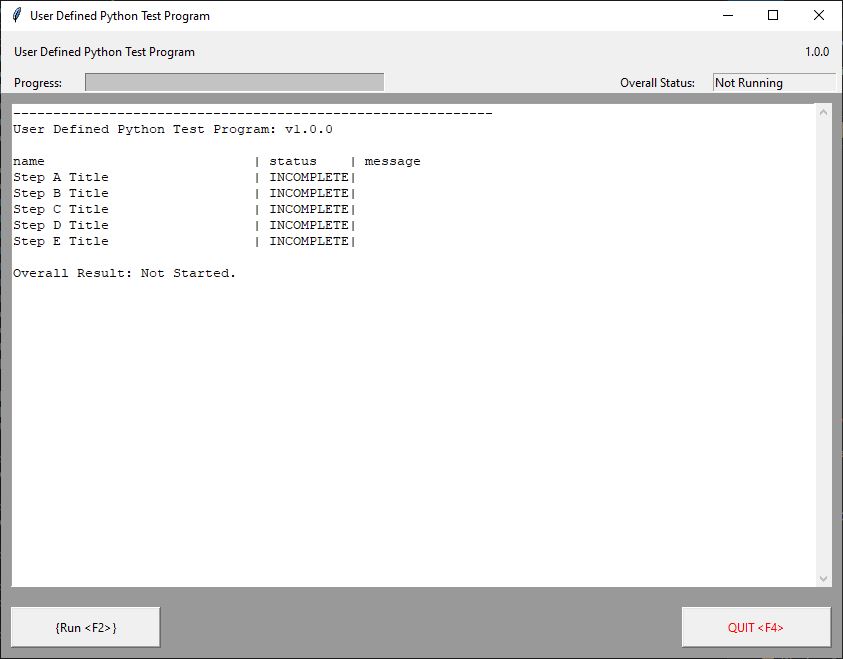 User Defined Python Test Program
User Defined Python Test Program 1.0.0
Progress: Overall Status: Not Running
------------------------------------------------------------
User Defined Python Test Program: v1.0.0
name | status | message
Step A Title | INCOMPLETE|
Step B Title | INCOMPLETE|
Step C Title | INCOMPLETE|
Step D Title | INCOMPLETE|
Step E Title | INCOMPLETE|
Overall Result: Not Started.
{Run <F2>} QUIT <F4>